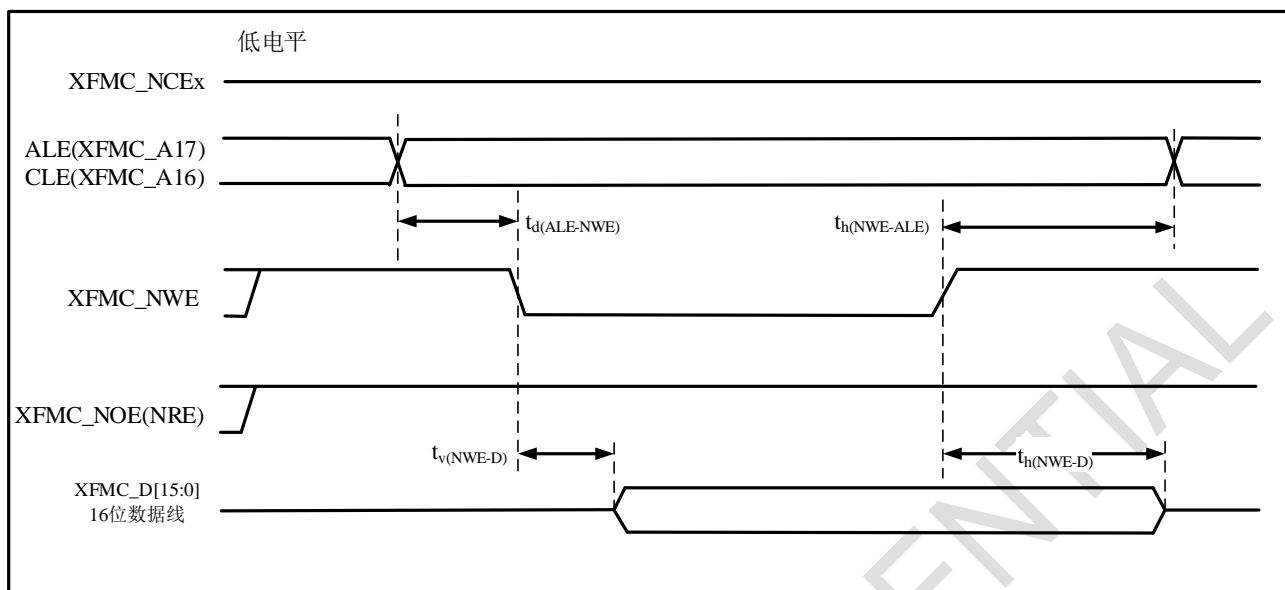 低电平
XFMC_NCEx
ALE(XFMC_A17)
CLE(XFMC_A16)
td(ALE-NWE)
th(NWE-ALE)
XFMC_NWE
XFMC_NOE(NRE)
tv(NWE-D)
th(NWE-D)
XFMC_D[15:0]
16位数据线
ENTIAL